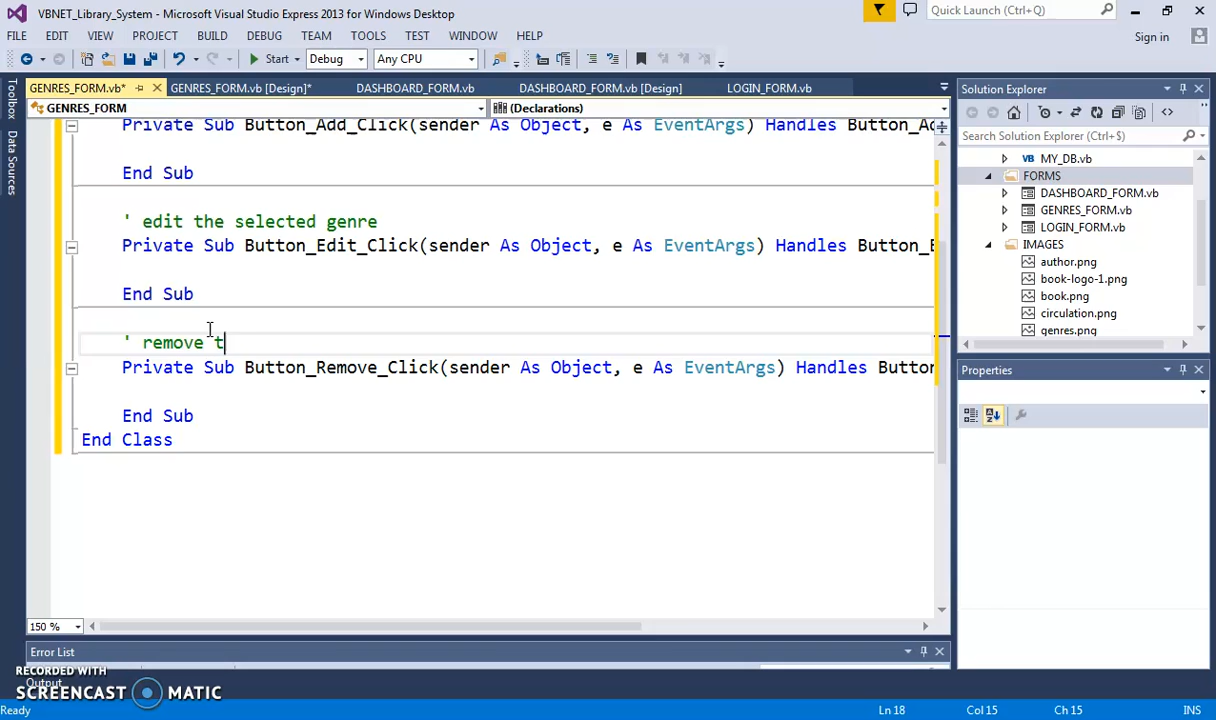 VBNET_Library_System - Microsoft Visual Studio Express 2013 for Windows Desktop
Quick Launch (Ctrl+Q)
FILE EDIT VIEW PROJECT BUILD DEBUG TEAM TOOLS TEST WINDOW HELP
Sign in
Start Debug Any CPU
GENRES_FORM.vb* GENRES_FORM.vb [Design]* DASHBOARD_FORM.vb DASHBOARD_FORM.vb [Design] LOGIN_FORM.vb
GENRES_FORM (Declarations)
Toolbox
Data Sources
Private Sub Button_Add_Click(sender As Object, e As EventArgs) Handles Button_Ad
End Sub
' edit the selected genre
Private Sub Button_Edit_Click(sender As Object, e As EventArgs) Handles Button_E
End Sub
' remove t
Private Sub Button_Remove_Click(sender As Object, e As EventArgs) Handles Button
End Sub
End Class
150 %
Error List
Output
RECORDED WITH
SCREENCAST MATIC
Ln 18 Col 15 Ch 15 INS
Solution Explorer
Search Solution Explorer (Ctrl+$)
MY_DB.vb
FORMS
DASHBOARD_FORM.vb
GENRES_FORM.vb
LOGIN_FORM.vb
IMAGES
author.png
book-logo-1.png
book.png
circulation.png
genres.png
Properties